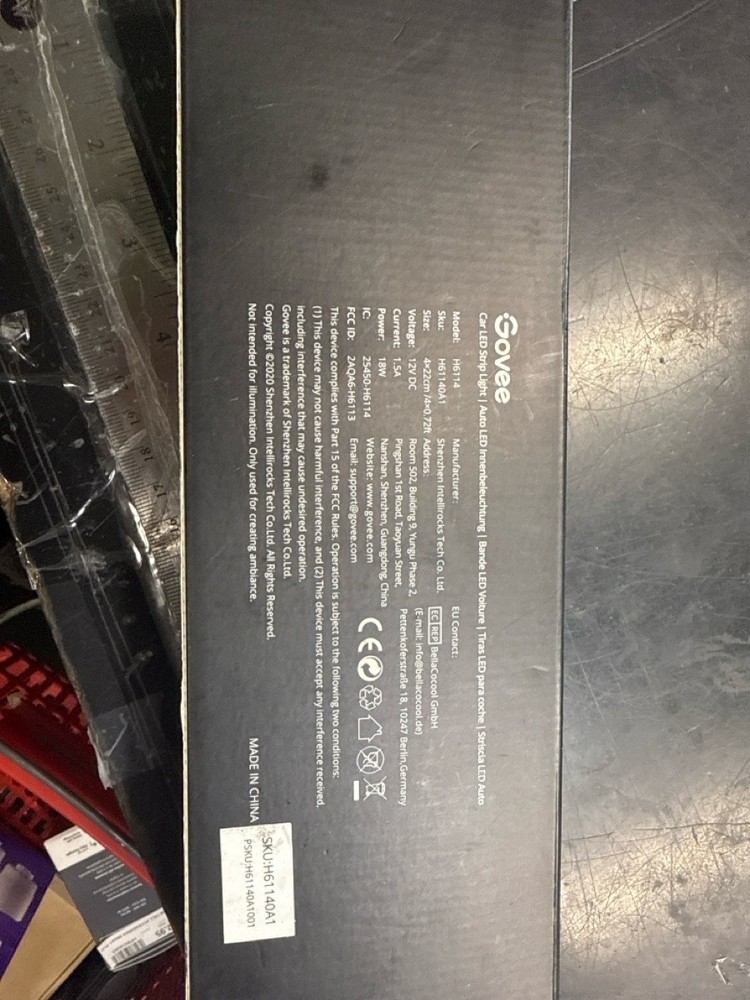 Govee
Car LED Strip Light | Auto LED Innenbeleuchtung | Bande LED Voiture | Tiras LED para coche | Striscia LED Auto
Model: H6114
Sku: H61140A1
Size: 4×22cm /4×0.72ft
Voltage: 12V DC
Current: 1.5A
Power: 18W
IC: 25450-H6114
FCC ID: 2AQA6-H6113
Manufacturer:
Shenzhen Intellirocks Tech Co. Ltd.
Address:
Room 502, Building 9, Yungu Phase 2,
Pingshan 1st Road, Taoyuan Street,
Nanshan, Shenzhen, Guangdong, China
Website: www.govee.com
Email: support@govee.com
EU Contact:
EC REP BellaCocool GmbH
(E-mail: info@bellacocool.de)
Pettenkoferstraße 18, 10247 Berlin,Germany
CE
This device complies with Part 15 of the FCC Rules. Operation is subject to the following two conditions:
(1) This device may not cause harmful interference, and (2) This device must accept any interference received,
including interference that may cause undesired operation.
Govee is a trademark of Shenzhen Intellirocks Tech Co.Ltd.
Copyright ©2020 Shenzhen Intellirocks Tech Co.Ltd. All Rights Reserved.
Not intended for illumination. Only used for creating ambiance.
MADE IN CHINA
SKU:H61140A1
PSKU:H61140A1001